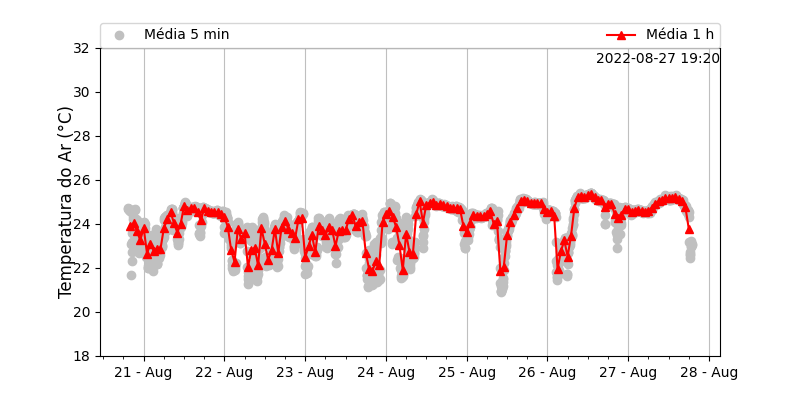 Média 5 min
Média 1 h
2022-08-27 19:20
Temperatura do Ar (°C)
32
30
28
26
24
22
20
18
21 - Aug
22 - Aug
23 - Aug
24 - Aug
25 - Aug
26 - Aug
27 - Aug
28 - Aug